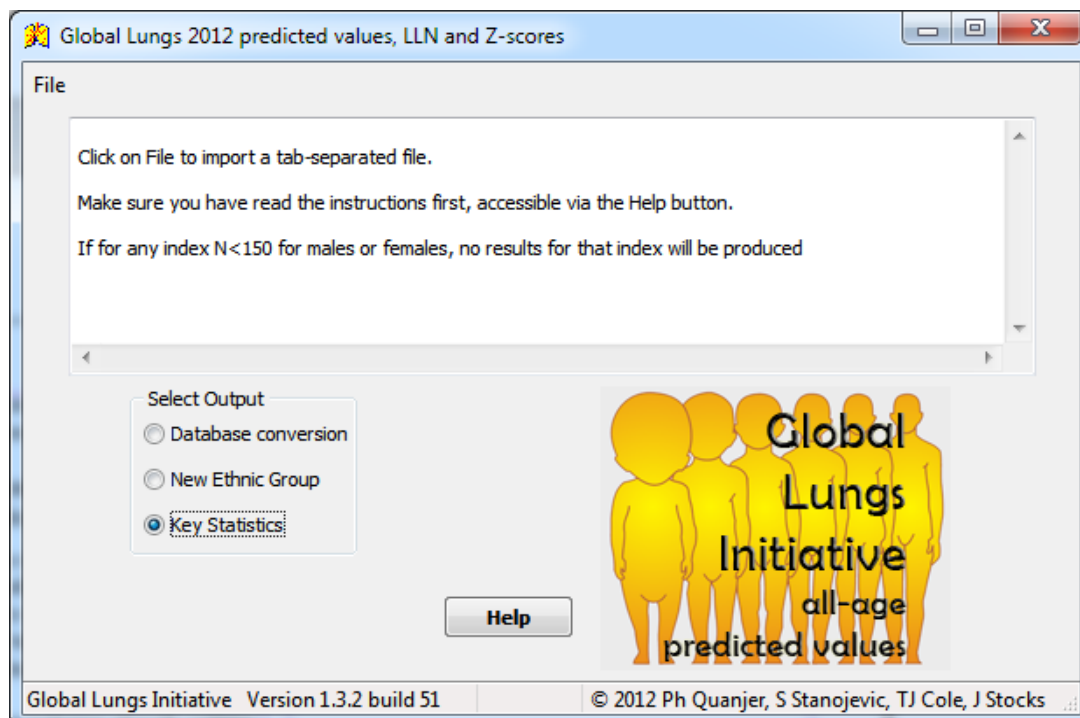 Global Lungs 2012 predicted values, LLN and Z-scores
File
Click on File to import a tab-separated file.
Make sure you have read the instructions first, accessible via the Help button.
If for any index N<150 for males or females, no results for that index will be produced
Select Output
Database conversion
New Ethnic Group
Key Statistics
Global
Lungs
Initiative
all-age
predicted values
Help
Global Lungs Initiative Version 1.3.2 build 51
© 2012 Ph Quanjer, S Stanojevic, TJ Cole, J Stocks